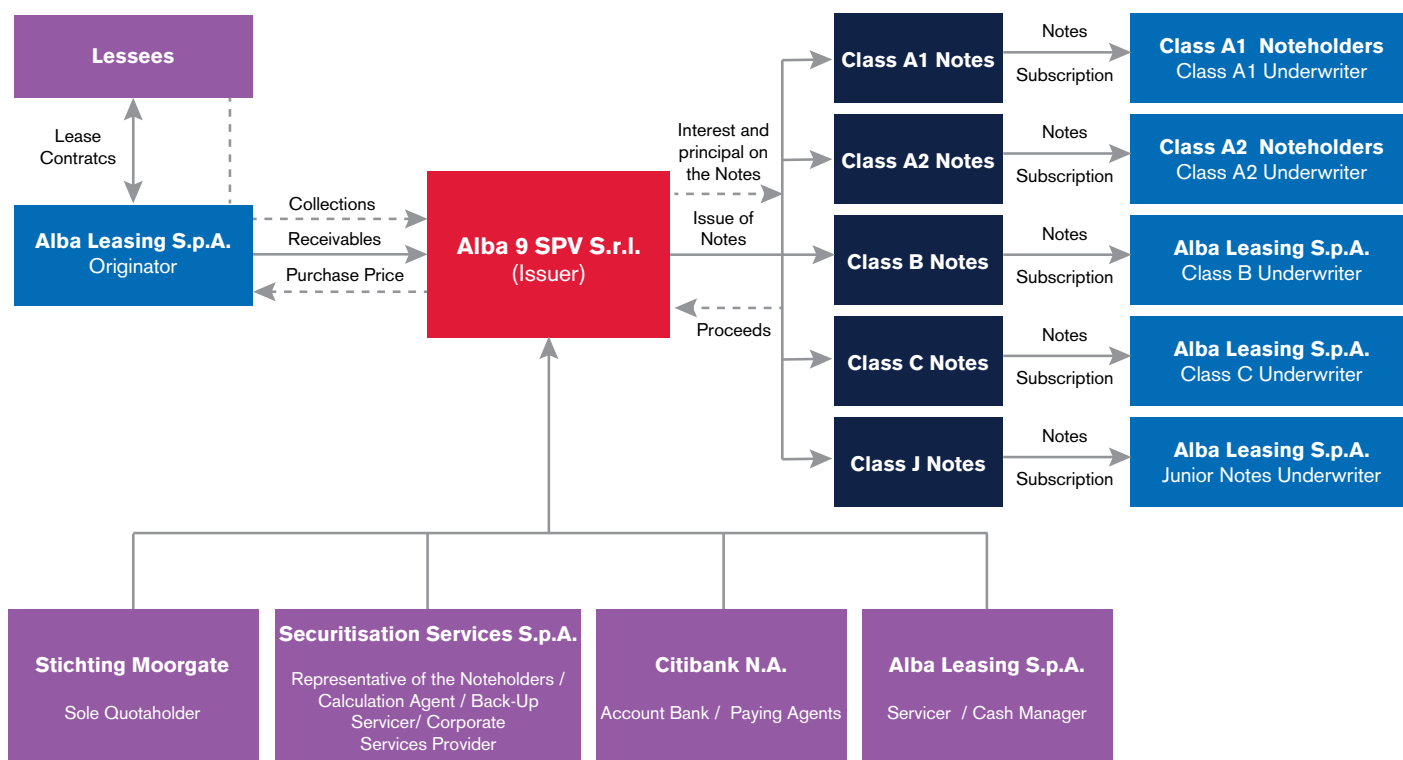 Lessees
Lease
Contratcs
Alba Leasing S.p.A.
Originator
Collections
Receivables
Purchase Price
Alba 9 SPV S.r.l.
(Issuer)
Interest and
principal on
the Notes
Issue of
Notes
Proceeds
Class A1 Notes
Notes
Subscription
Class A1 Noteholders
Class A1 Underwriter
Class A2 Notes
Notes
Subscription
Class A2 Noteholders
Class A2 Underwriter
Class B Notes
Notes
Subscription
Alba Leasing S.p.A.
Class B Underwriter
Class C Notes
Notes
Subscription
Alba Leasing S.p.A.
Class C Underwriter
Class J Notes
Notes
Subscription
Alba Leasing S.p.A.
Junior Notes Underwriter
Stichting Moorgate
Sole Quotaholder
Securitisation Services S.p.A.
Representative of the Noteholders /
Calculation Agent / Back-Up
Servicer/ Corporate
Services Provider
Citibank N.A.
Account Bank / Paying Agents
Alba Leasing S.p.A.
Servicer / Cash Manager